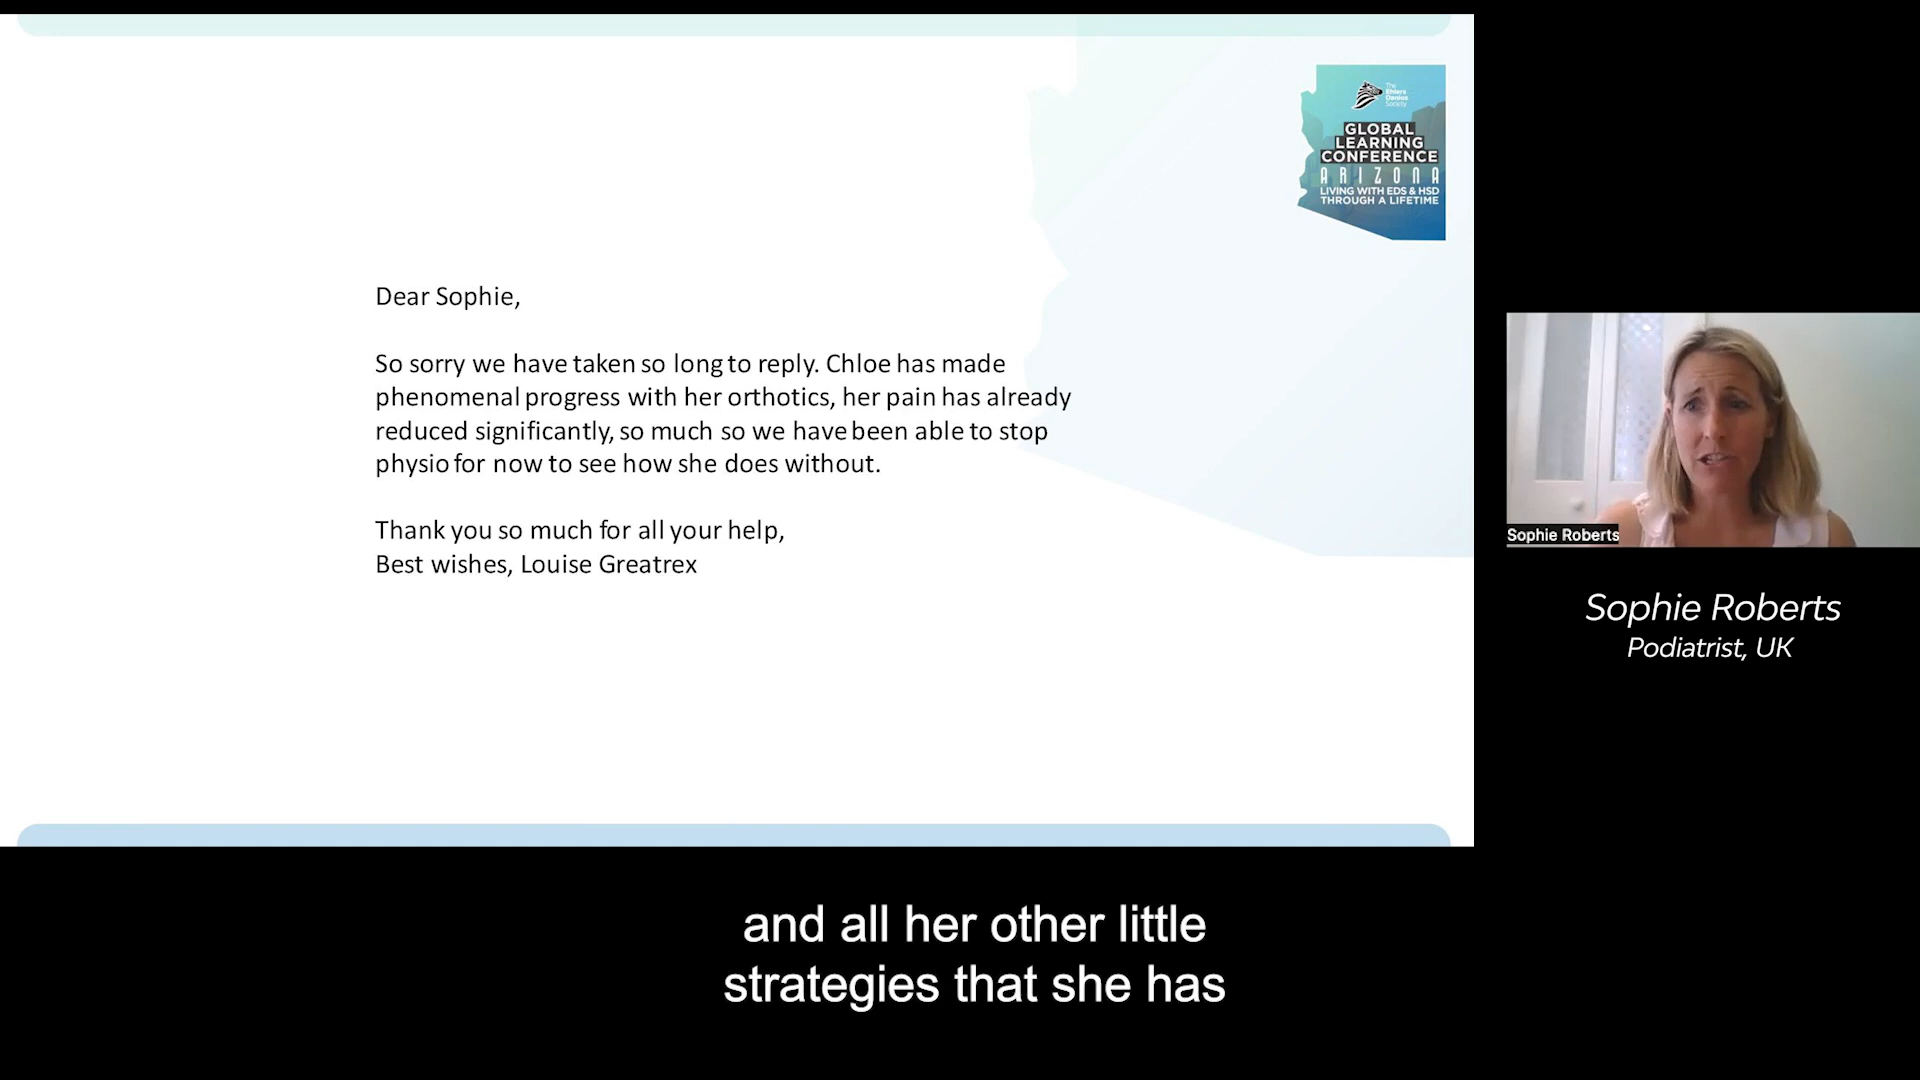 The
Ehlers
Danlos
Society
GLOBAL
LEARNING
CONFERENCE
ARIZONA
LIVING WITH EDS & HSD
THROUGH A LIFETIME
Dear Sophie,
So sorry we have taken so long to reply. Chloe has made
phenomenal progress with her orthotics, her pain has already
reduced significantly, so much so we have been able to stop
physio for now to see how she does without.
Thank you so much for all your help,
Best wishes, Louise Greatrex
Sophie Roberts
Sophie Roberts
Podiatrist, UK
and all her other little
strategies that she has